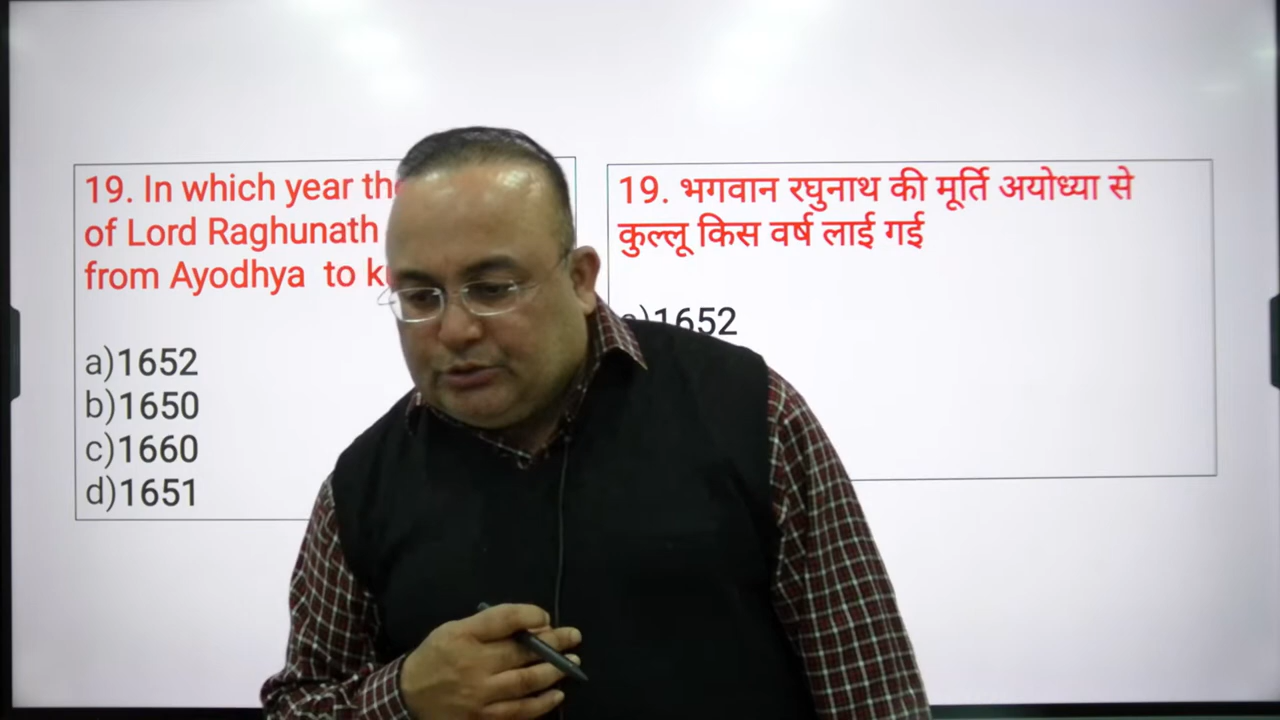 19. In which year the
of Lord Raghunath
from Ayodhya to
a)1652
b)1650
c)1660
d)1651
19. भगवान रघुनाथ की मूर्ति अयोध्या से
कुल्लू किस वर्ष लाई गई
a)1652